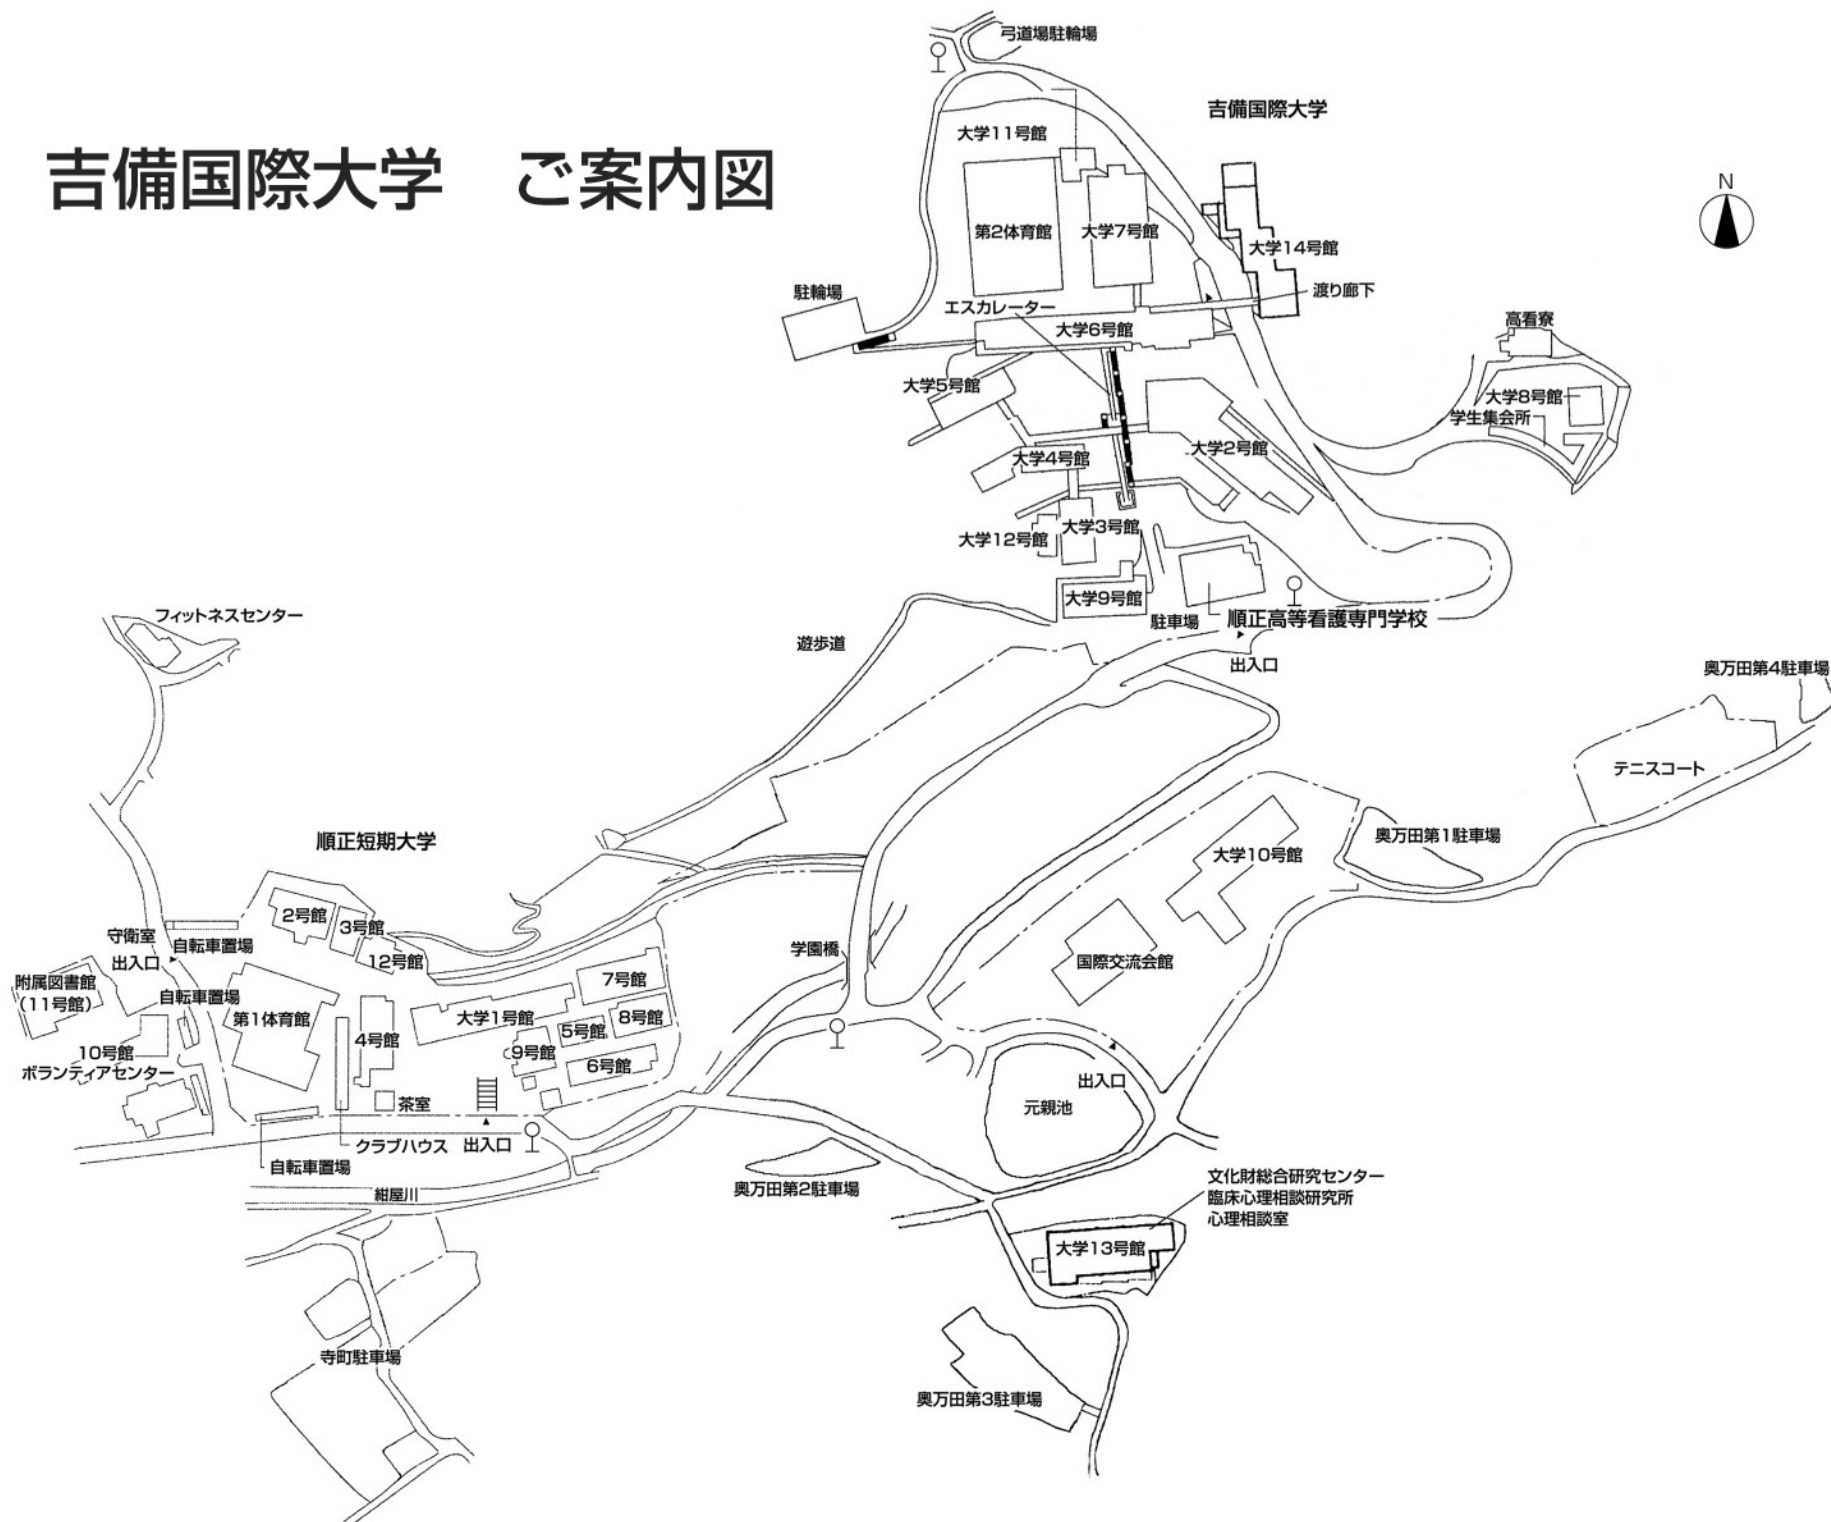 吉備国際大学　ご案内図
弓道場駐輪場
吉備国際大学
N
大学11号館
第2体育館
大学7号館
大学14号館
渡り廊下
駐輪場
エスカレーター
大学6号館
高看寮
大学5号館
大学8号館
学生集会所
大学4号館
大学2号館
大学12号館
大学3号館
大学9号館
駐車場
順正高等看護専門学校
出入口
遊歩道
フィットネスセンター
奥万田第4駐車場
テニスコート
奥万田第1駐車場
大学10号館
順正短期大学
2号館
3号館
12号館
守衛室
自転車置場
出入口
附属図書館
（11号館）
自転車置場
第1体育館
4号館
大学1号館
7号館
8号館
5号館
9号館
6号館
10号館
ボランティアセンター
茶室
クラブハウス
出入口
自転車置場
紺屋川
学園橋
国際交流会館
出入口
元親池
奥万田第2駐車場
文化財総合研究センター
臨床心理相談研究所
心理相談室
大学13号館
寺町駐車場
奥万田第3駐車場